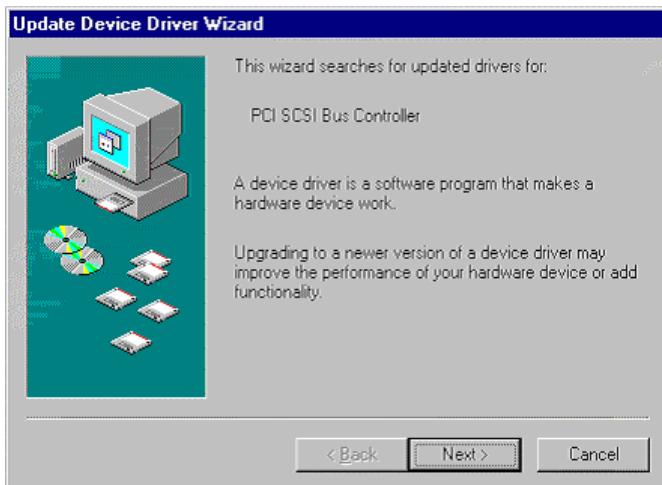 Update Device Driver Wizard
This wizard searches for updated drivers for:
PCI SCSI Bus Controller
A device driver is a software program that makes a
hardware device work.
Upgrading to a newer version of a device driver may
improve the performance of your hardware device or add
functionality.
< Back
Next >
Cancel